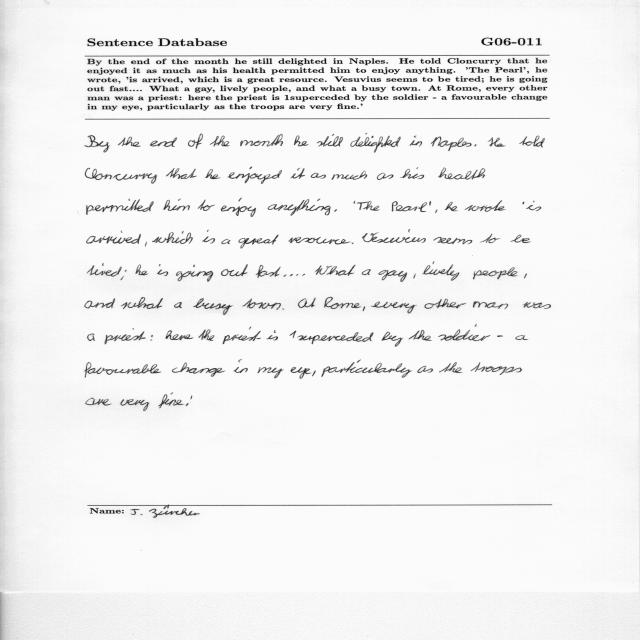 Sentence Database G06-011
By the end of the month he still delighted in Naples. He told Cloncurry that he
enjoyed it as much as his health permitted him to enjoy anything. 'The Pearl', he
wrote, 'is arrived, which is a great resource. Vesuvius seems to be tired; he is going
out fast.... What a gay, lively people, and what a busy town. At Rome, every other
man was a priest: here the priest is 1superceded by the soldier - a favourable change
in my eye, particularly as the troops are very fine.'
By the end of the month he still delighted in Naples. He told
Cloncurry that he enjoyed it as much as his health
permitted him to enjoy anything. 'The Pearl', he wrote 'is
arrived, which is a great resource. Vesuvius seems to be
tired; he is going out fast.... What a gay, lively people,
and what a busy town. At Rome, every other man was
a priest: here the priest is 1superceded by the soldier - a
favourable change in my eye, particularly as the troops
are very fine.'
Name: J. Zürcher